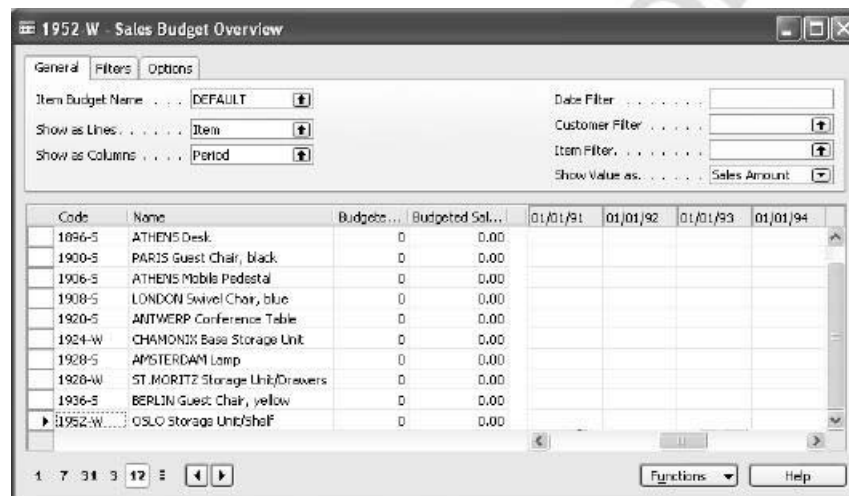 1952-W - Sales Budget Overview
General Filters Options
Item Budget Name . . . DEFAULT
Show as Lines . . . . . . Item
Show as Columns . . . . Period
Date Filter . . . . . . .
Customer Filter . . . . .
Item Filter. . . . . . .
Show Value as. . . . . . Sales Amount
Code Name Budgete... Budgeted Sal... 01/01/91 01/01/92 01/01/93 01/01/94
1896-S ATHENS Desk 0 0.00
1900-S PARIS Guest Chair, black 0 0.00
1906-S ATHENS Mobile Pedestal 0 0.00
1908-S LONDON Swivel Chair, blue 0 0.00
1920-S ANTWERP Conference Table 0 0.00
1924-W CHAMONIX Base Storage Unit 0 0.00
1928-S AMSTERDAM Lamp 0 0.00
1928-W ST.MORITZ Storage Unit/Drawers 0 0.00
1936-S BERLIN Guest Chair, yellow 0 0.00
1952-W OSLO Storage Unit/Shelf 0 0.00
1 7 31 3 12 Functions Help